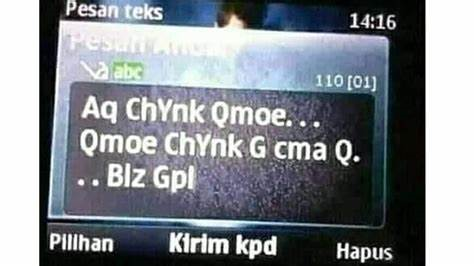 Pesan teks 14:16
abc 110 [01]
Aq ChYnk Qmoe. . .
Qmoe ChYnk G cma Q.
. . Blz Gpl
Pilihan Kirim kpd Hapus